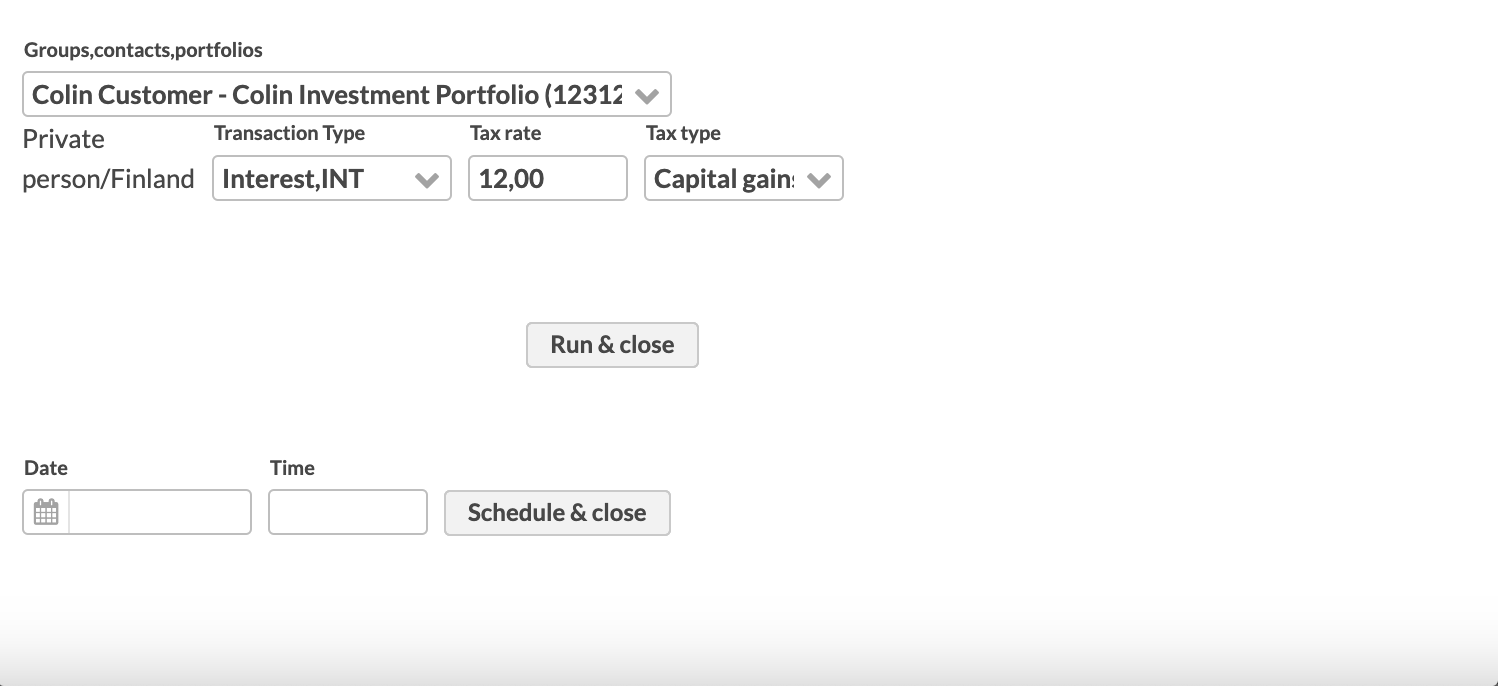 Groups,contacts,portfolios
Colin Customer - Colin Investment Portfolio (12312
Private person/Finland
Transaction Type
Interest,INT
Tax rate
12,00
Tax type
Capital gain
Run & close
Date
Time
Schedule & close